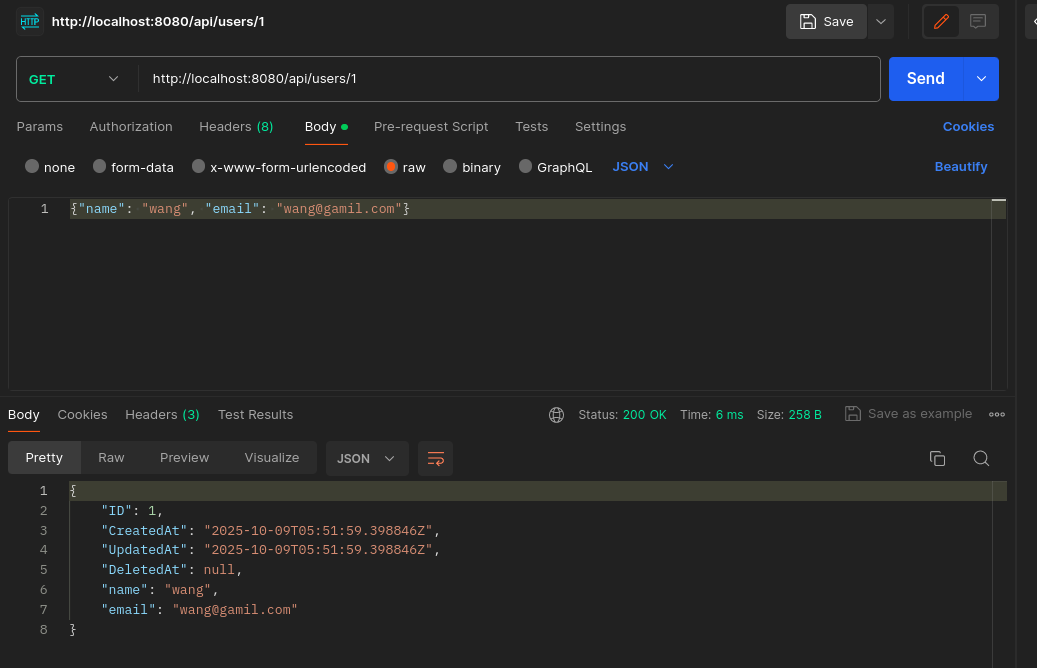 HTTP http://localhost:8080/api/users/1 Save
GET http://localhost:8080/api/users/1 Send
Params Authorization Headers (8) Body Pre-request Script Tests Settings Cookies
none form-data x-www-form-urlencoded raw binary GraphQL JSON Beautify
1 {"name": "wang", "email": "wang@gamil.com"}
Body Cookies Headers (3) Test Results Status: 200 OK Time: 6 ms Size: 258 B Save as example
Pretty Raw Preview Visualize JSON
1 {
2 "ID": 1,
3 "CreatedAt": "2025-10-09T05:51:59.398846Z",
4 "UpdatedAt": "2025-10-09T05:51:59.398846Z",
5 "DeletedAt": null,
6 "name": "wang",
7 "email": "wang@gamil.com"
8 }